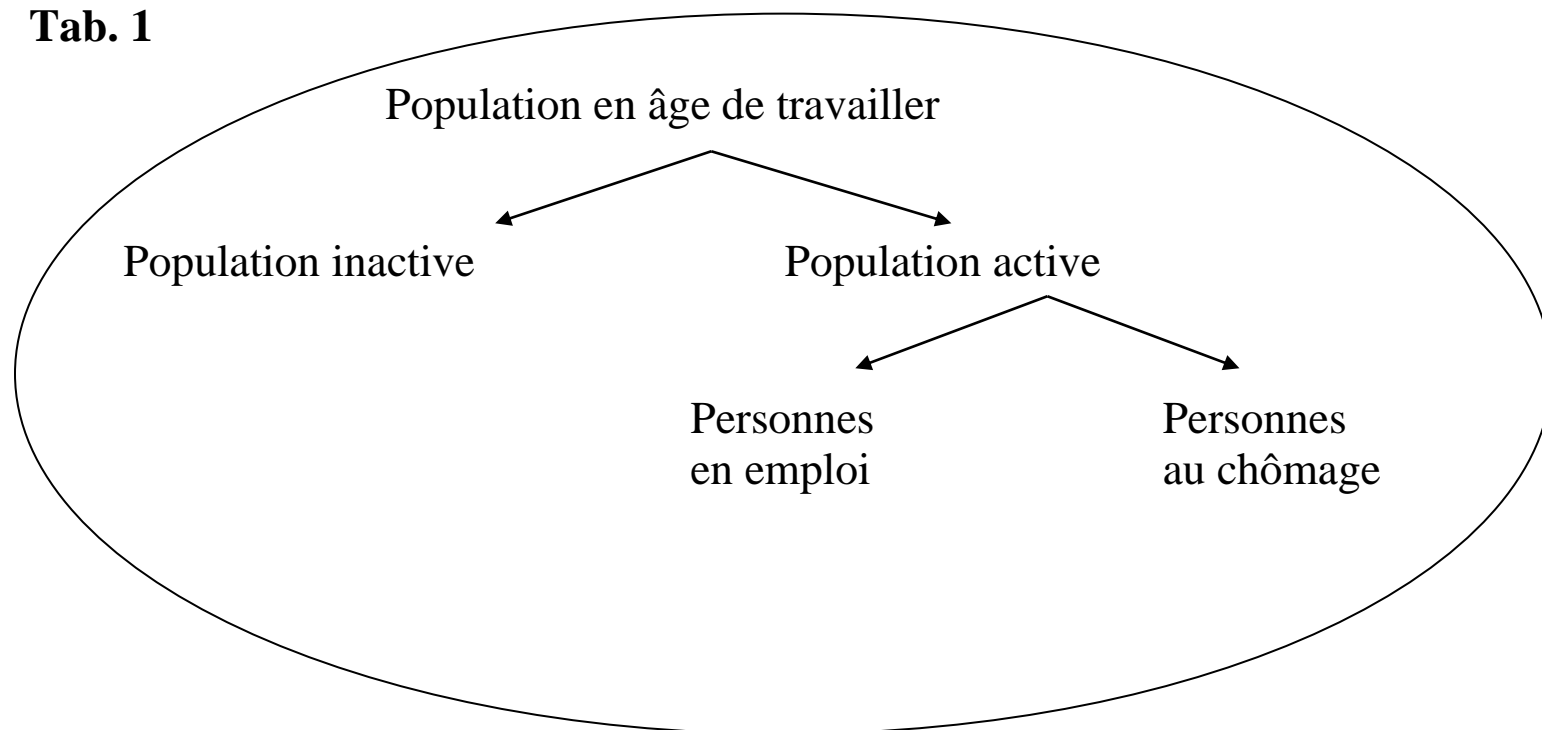 Tab. 1
Population en âge de travailler
Population inactive
Population active
Personnes
en emploi
Personnes
au chômage